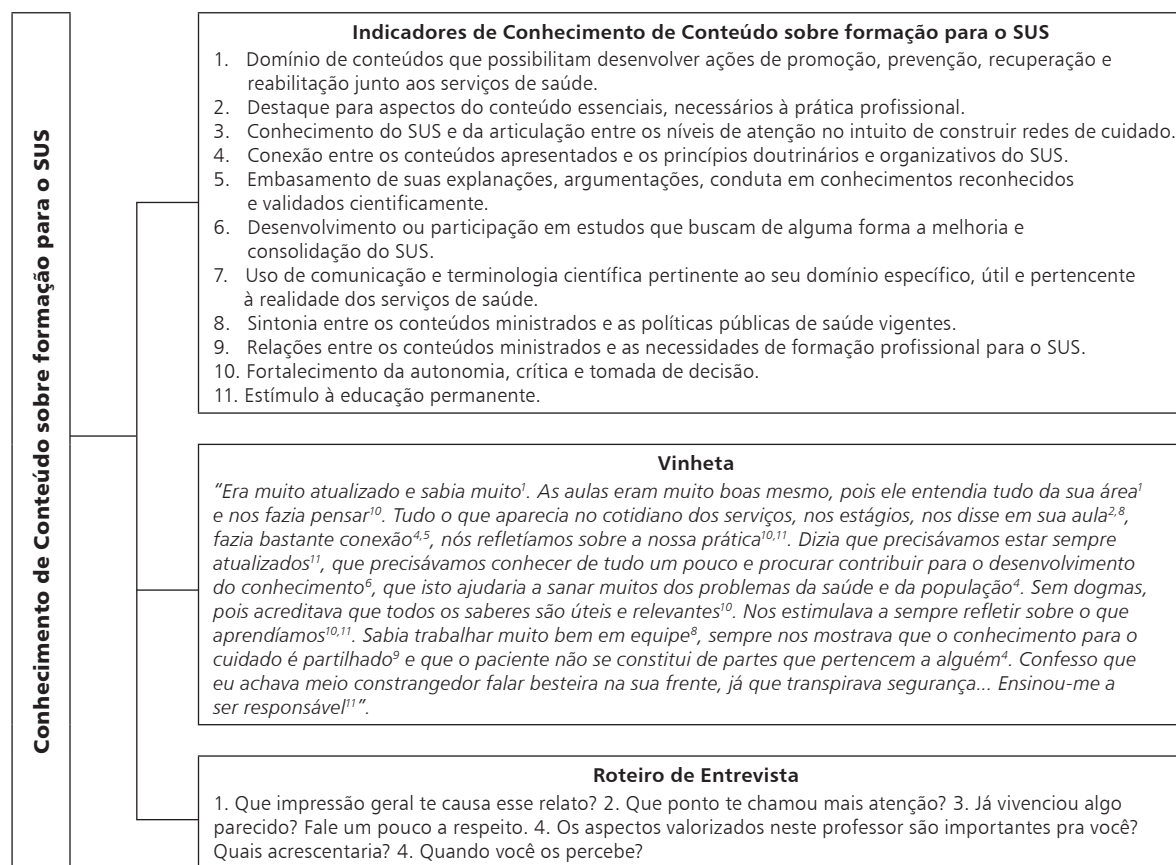 Conhecimento de Conteúdo sobre formação para o SUS
Indicadores de Conhecimento de Conteúdo sobre formação para o SUS
1. Domínio de conteúdos que possibilitam desenvolver ações de promoção, prevenção, recuperação e
reabilitação junto aos serviços de saúde.
2. Destaque para aspectos do conteúdo essenciais, necessários à prática profissional.
3. Conhecimento do SUS e da articulação entre os níveis de atenção no intuito de construir redes de cuidado.
4. Conexão entre os conteúdos apresentados e os princípios doutrinários e organizativos do SUS.
5. Embasamento de suas explanações, argumentações, conduta em conhecimentos reconhecidos
e validados cientificamente.
6. Desenvolvimento ou participação em estudos que buscam de alguma forma a melhoria e
consolidação do SUS.
7. Uso de comunicação e terminologia científica pertinente ao seu domínio específico, útil e pertencente
à realidade dos serviços de saúde.
8. Sintonia entre os conteúdos ministrados e as políticas públicas de saúde vigentes.
9. Relações entre os conteúdos ministrados e as necessidades de formação profissional para o SUS.
10. Fortalecimento da autonomia, crítica e tomada de decisão.
11. Estímulo à educação permanente.
Vinheta
"Era muito atualizado e sabia muito¹. As aulas eram muito boas mesmo, pois ele entendia tudo da sua área¹
e nos fazia pensar¹⁰. Tudo o que aparecia no cotidiano dos serviços, nos estágios, nos disse em sua aula²,⁸,
fazia bastante conexão⁴,⁵, nós refletíamos sobre a nossa prática¹⁰,¹¹. Dizia que precisávamos estar sempre
atualizados¹¹, que precisávamos conhecer de tudo um pouco e procurar contribuir para o desenvolvimento
do conhecimento⁶, que isto ajudaria a sanar muitos dos problemas da saúde e da população⁴. Sem dogmas,
pois acreditava que todos os saberes são úteis e relevantes¹⁰. Nos estimulava a sempre refletir sobre o que
aprendíamos¹⁰,¹¹. Sabia trabalhar muito bem em equipe⁸, sempre nos mostrava que o conhecimento para o
cuidado é partilhado⁹ e que o paciente não se constitui de partes que pertencem a alguém⁴. Confesso que
eu achava meio constrangedor falar besteira na sua frente, já que transpirava segurança... Ensinou-me a
ser responsável¹¹".
Roteiro de Entrevista
1. Que impressão geral te causa esse relato? 2. Que ponto te chamou mais atenção? 3. Já vivenciou algo
parecido? Fale um pouco a respeito. 4. Os aspectos valorizados neste professor são importantes pra você?
Quais acrescentaria? 4. Quando você os percebe?